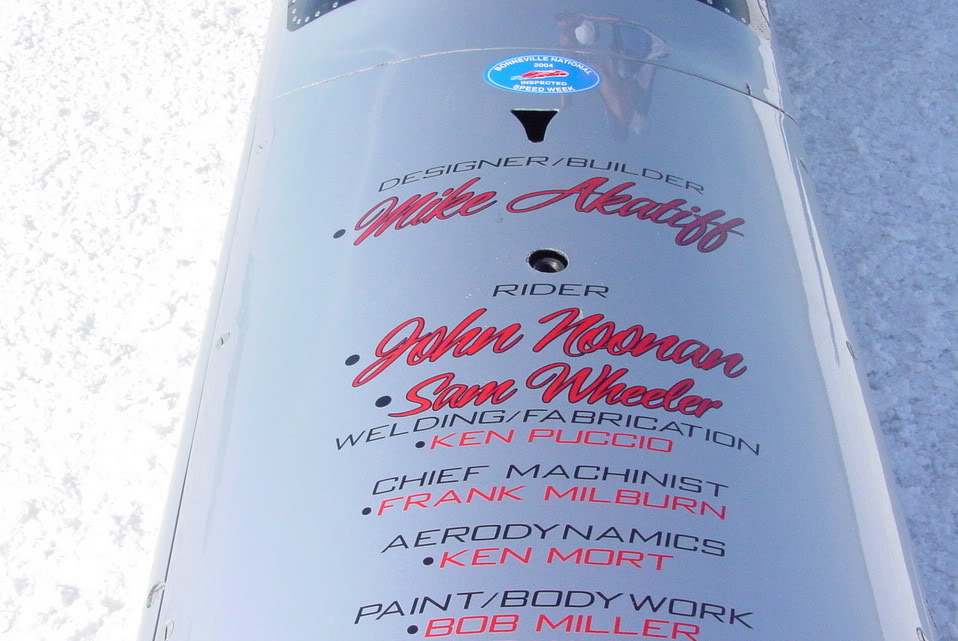 BONNEVILLE NATIONAL
2004
INSPECTED
SPEED WEEK
DESIGNER/BUILDER
• Mike Akatiff
RIDER
• John Noonan
• Sam Wheeler
WELDING/FABRICATION
• KEN PUCCIO
CHIEF MACHINIST
• FRANK MILBURN
AERODYNAMICS
• KEN MORT
PAINT/BODYWORK
• BOB MILLER